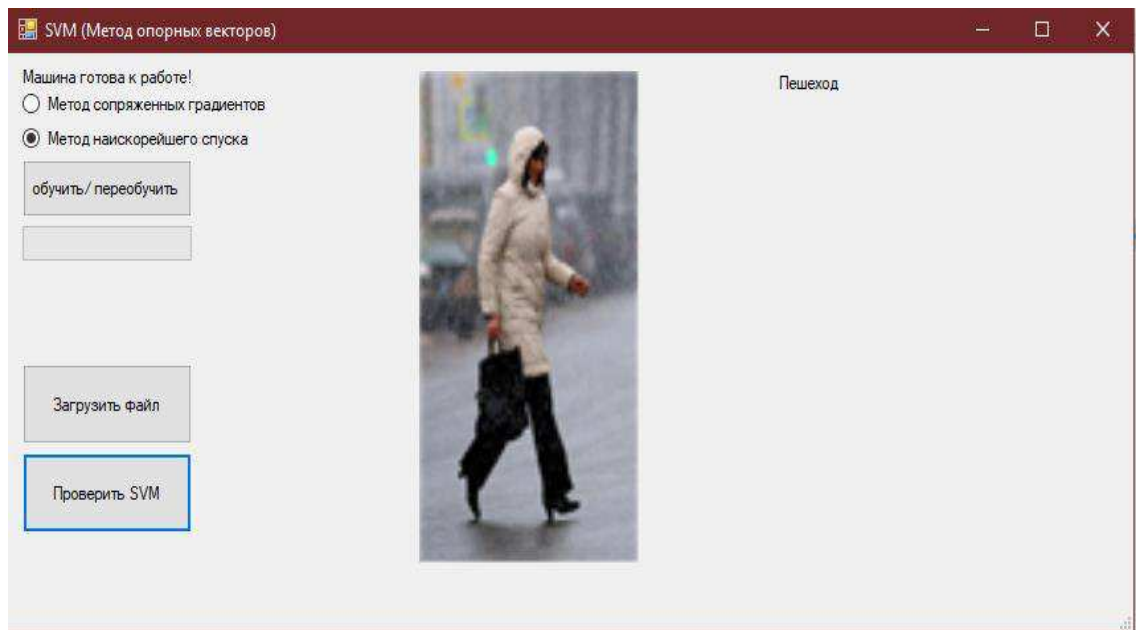 SVM (Метод опорных векторов)
Машина готова к работе!
Метод сопряженных градиентов
Метод наискорейшего спуска
обучить/ переобучить
Загрузить файл
Проверить SVM
Пешеход